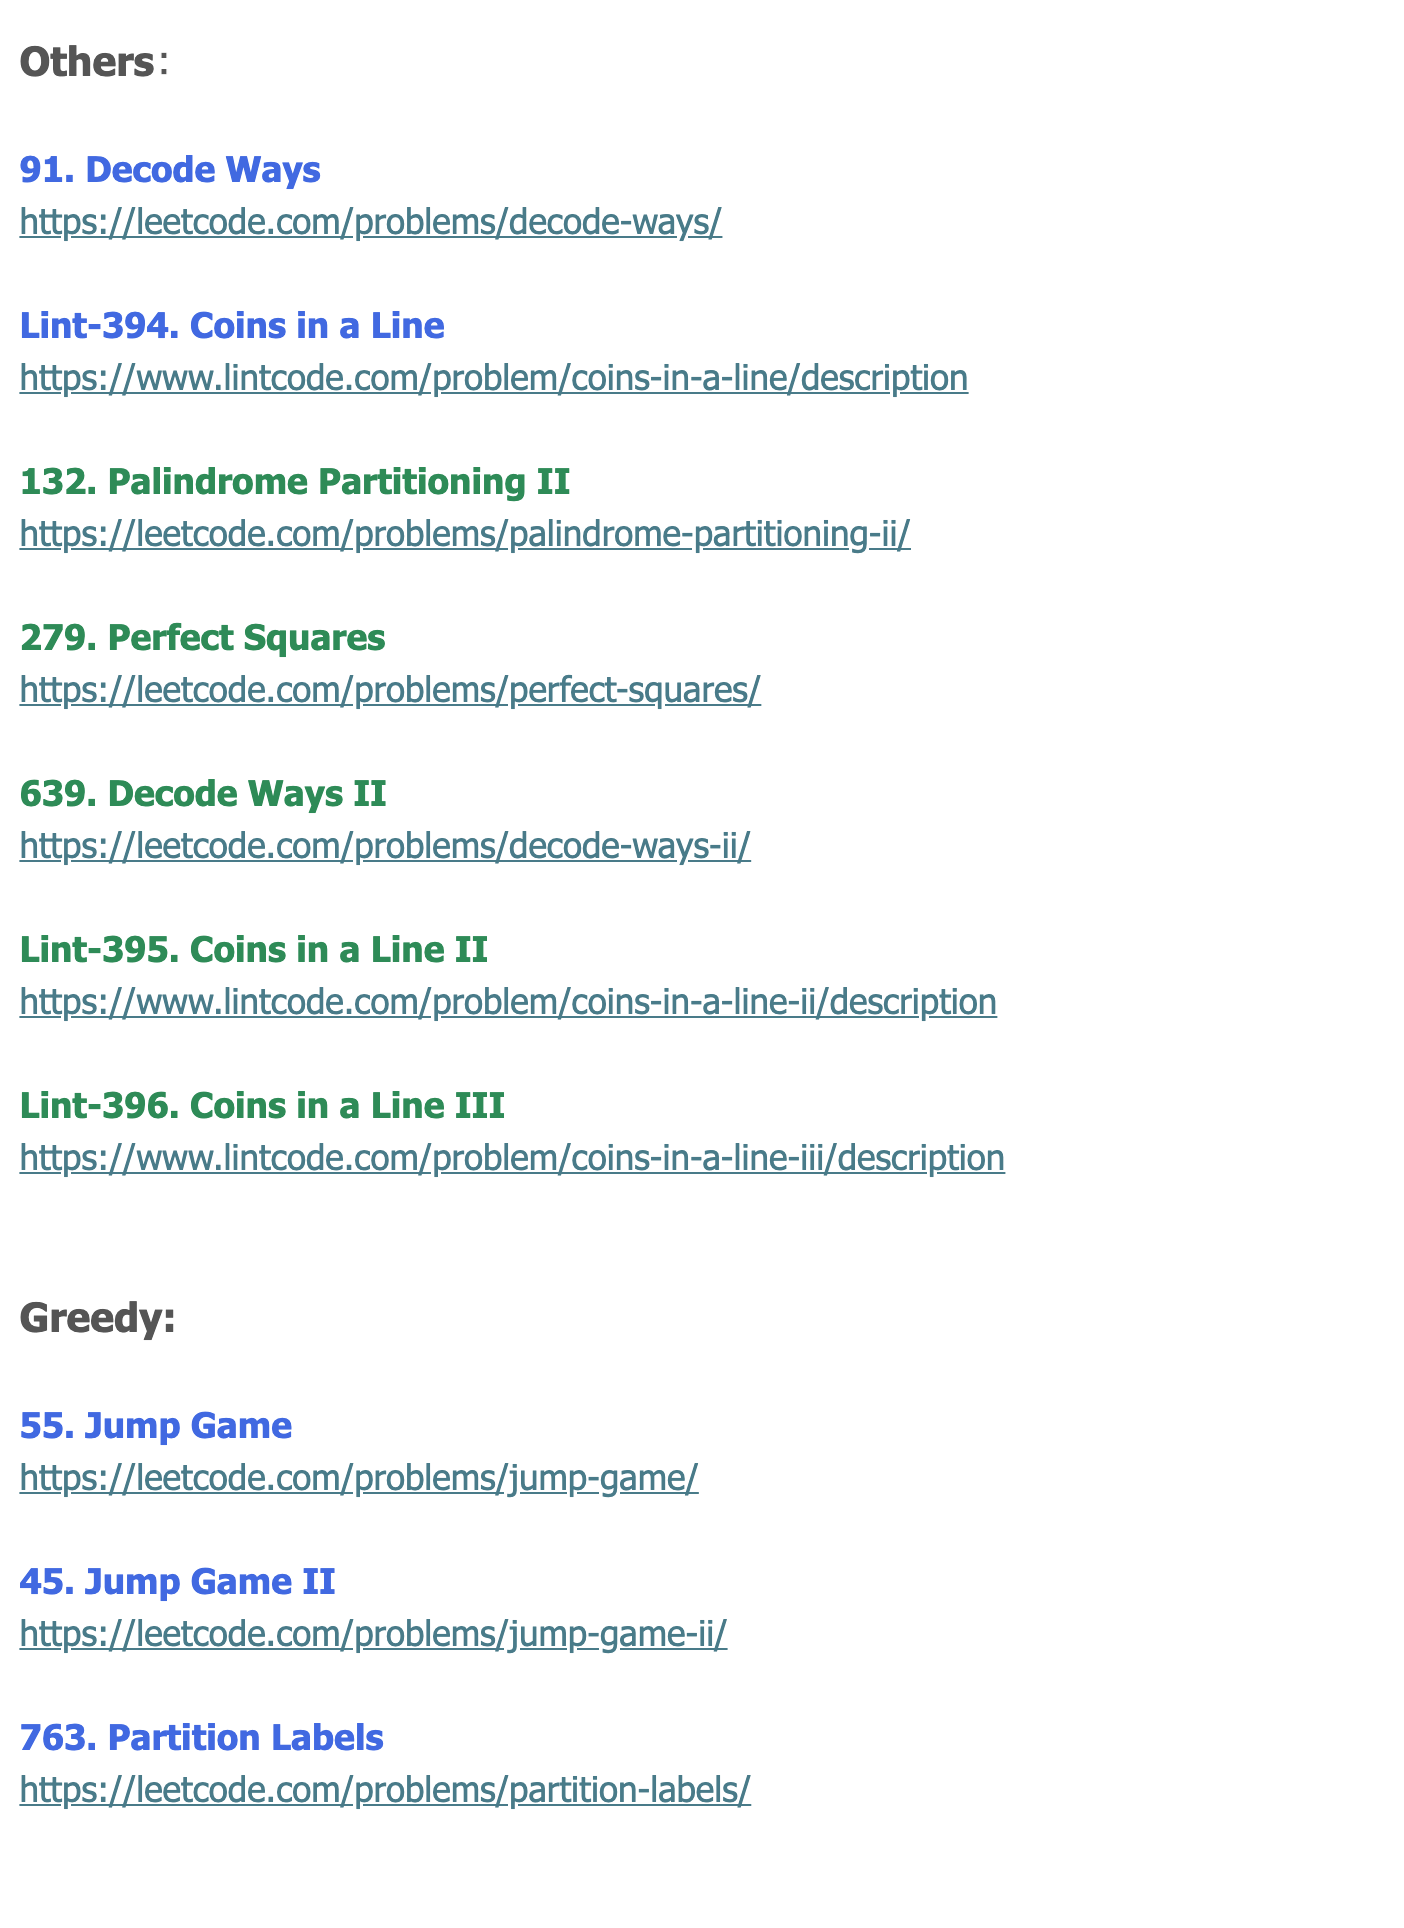 Others：
91. Decode Ways
https://leetcode.com/problems/decode-ways/
Lint-394. Coins in a Line
https://www.lintcode.com/problem/coins-in-a-line/description
132. Palindrome Partitioning II
https://leetcode.com/problems/palindrome-partitioning-ii/
279. Perfect Squares
https://leetcode.com/problems/perfect-squares/
639. Decode Ways II
https://leetcode.com/problems/decode-ways-ii/
Lint-395. Coins in a Line II
https://www.lintcode.com/problem/coins-in-a-line-ii/description
Lint-396. Coins in a Line III
https://www.lintcode.com/problem/coins-in-a-line-iii/description
Greedy:
55. Jump Game
https://leetcode.com/problems/jump-game/
45. Jump Game II
https://leetcode.com/problems/jump-game-ii/
763. Partition Labels
https://leetcode.com/problems/partition-labels/